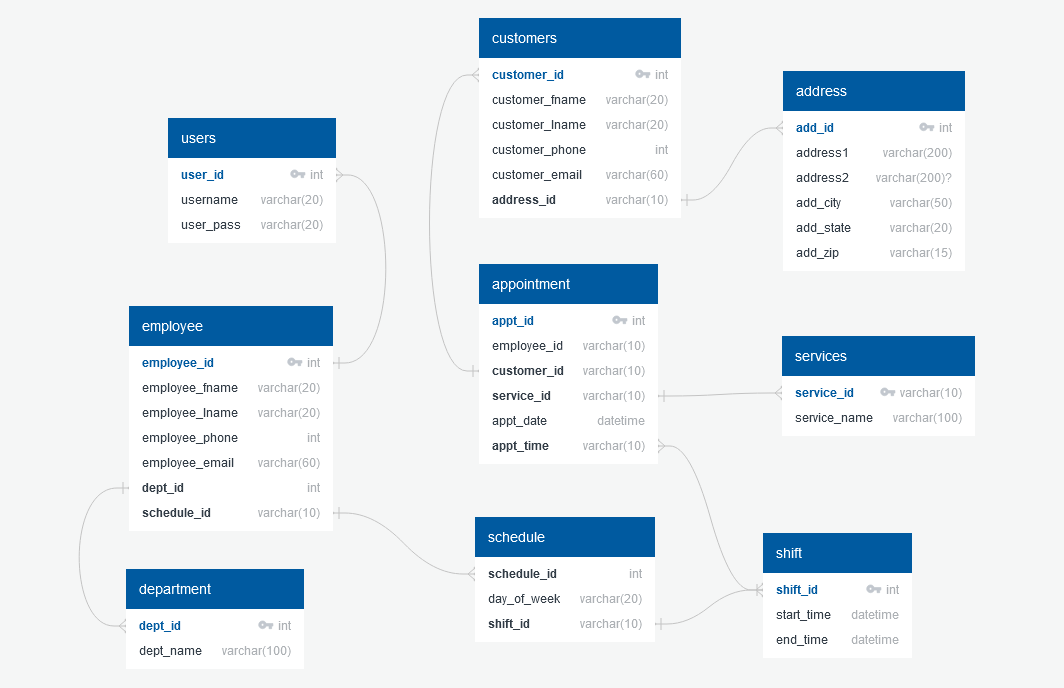 customers
customer_id int
customer_fname varchar(20)
customer_lname varchar(20)
customer_phone int
customer_email varchar(60)
address_id varchar(10)
address
add_id int
address1 varchar(200)
address2 varchar(200)?
add_city varchar(50)
add_state varchar(20)
add_zip varchar(15)
users
user_id int
username varchar(20)
user_pass varchar(20)
appointment
appt_id int
employee_id varchar(10)
customer_id varchar(10)
service_id varchar(10)
appt_date datetime
appt_time varchar(10)
employee
employee_id int
employee_fname varchar(20)
employee_lname varchar(20)
employee_phone int
employee_email varchar(60)
dept_id int
schedule_id varchar(10)
services
service_id varchar(10)
service_name varchar(100)
schedule
schedule_id int
day_of_week varchar(20)
shift_id varchar(10)
shift
shift_id int
start_time datetime
end_time datetime
department
dept_id int
dept_name varchar(100)